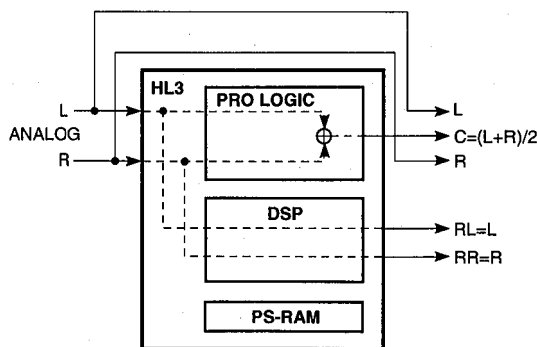 HL3
PRO LOGIC
L
ANALOG
R
L
C=(L+R)/2
R
DSP
RL=L
RR=R
PS-RAM